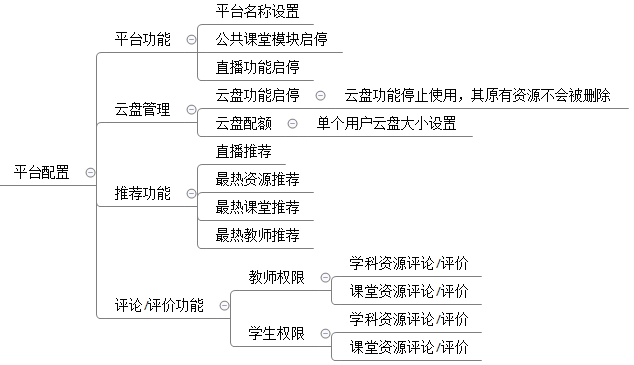 平台配置
平台功能
平台名称设置
公共课堂模块启停
直播功能启停
云盘管理
云盘功能启停
云盘功能停止使用，其原有资源不会被删除
云盘配额
单个用户云盘大小设置
推荐功能
直播推荐
最热资源推荐
最热课堂推荐
最热教师推荐
评论/评价功能
教师权限
学科资源评论/评价
课堂资源评论/评价
学生权限
学科资源评论/评价
课堂资源评论/评价